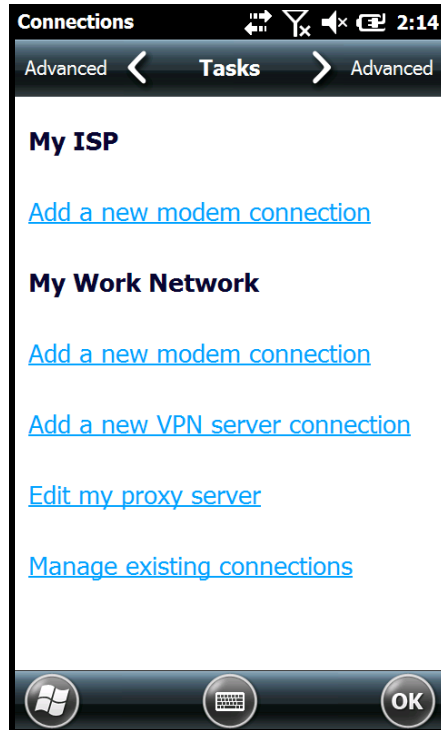 Connections 2:14
Advanced Tasks Advanced
My ISP
Add a new modem connection
My Work Network
Add a new modem connection
Add a new VPN server connection
Edit my proxy server
Manage existing connections
OK